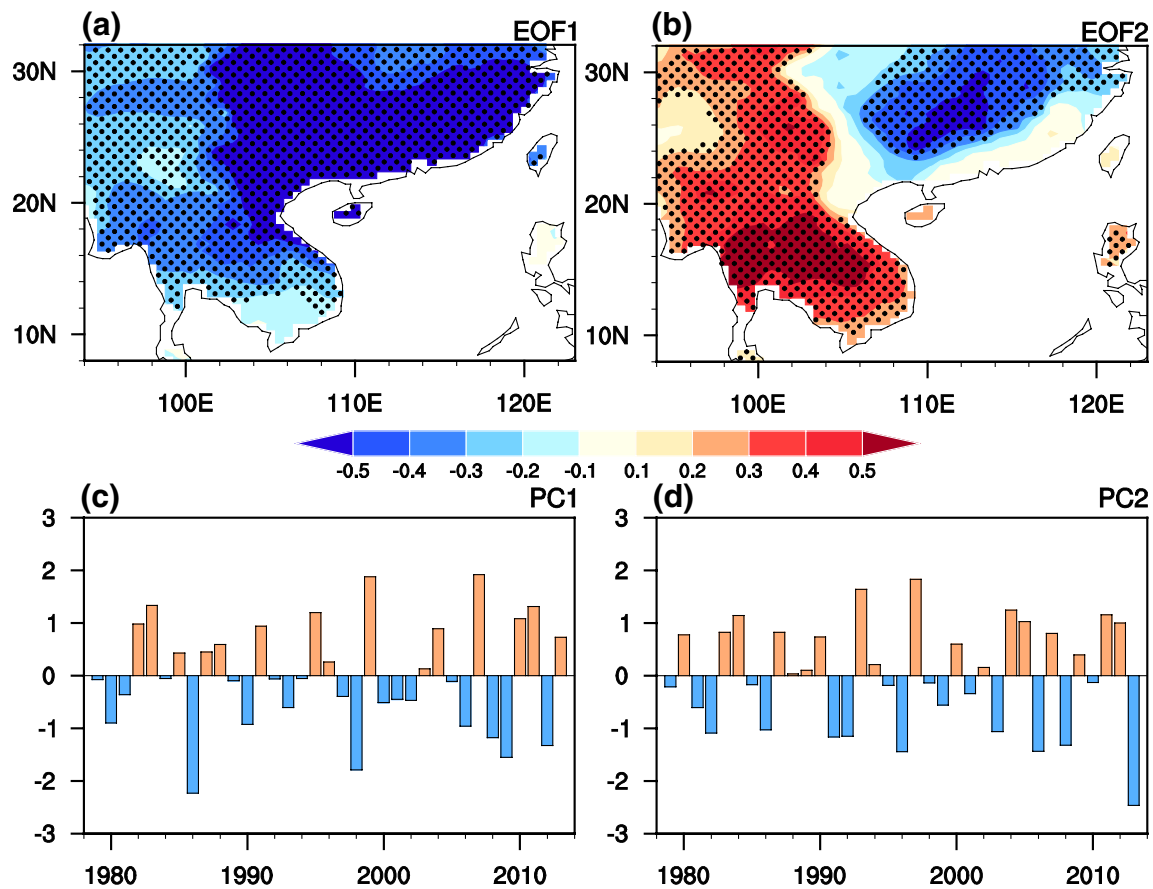 (a) EOF1 (b) EOF2
30N 30N
20N 20N
10N 10N
100E 110E 120E 100E 110E 120E
-0.5 -0.4 -0.3 -0.2 -0.1 0.1 0.2 0.3 0.4 0.5
(c) PC1 (d) PC2
3 3
2 2
1 1
0 0
-1 -1
-2 -2
-3 -3
1980 1990 2000 2010 1980 1990 2000 2010